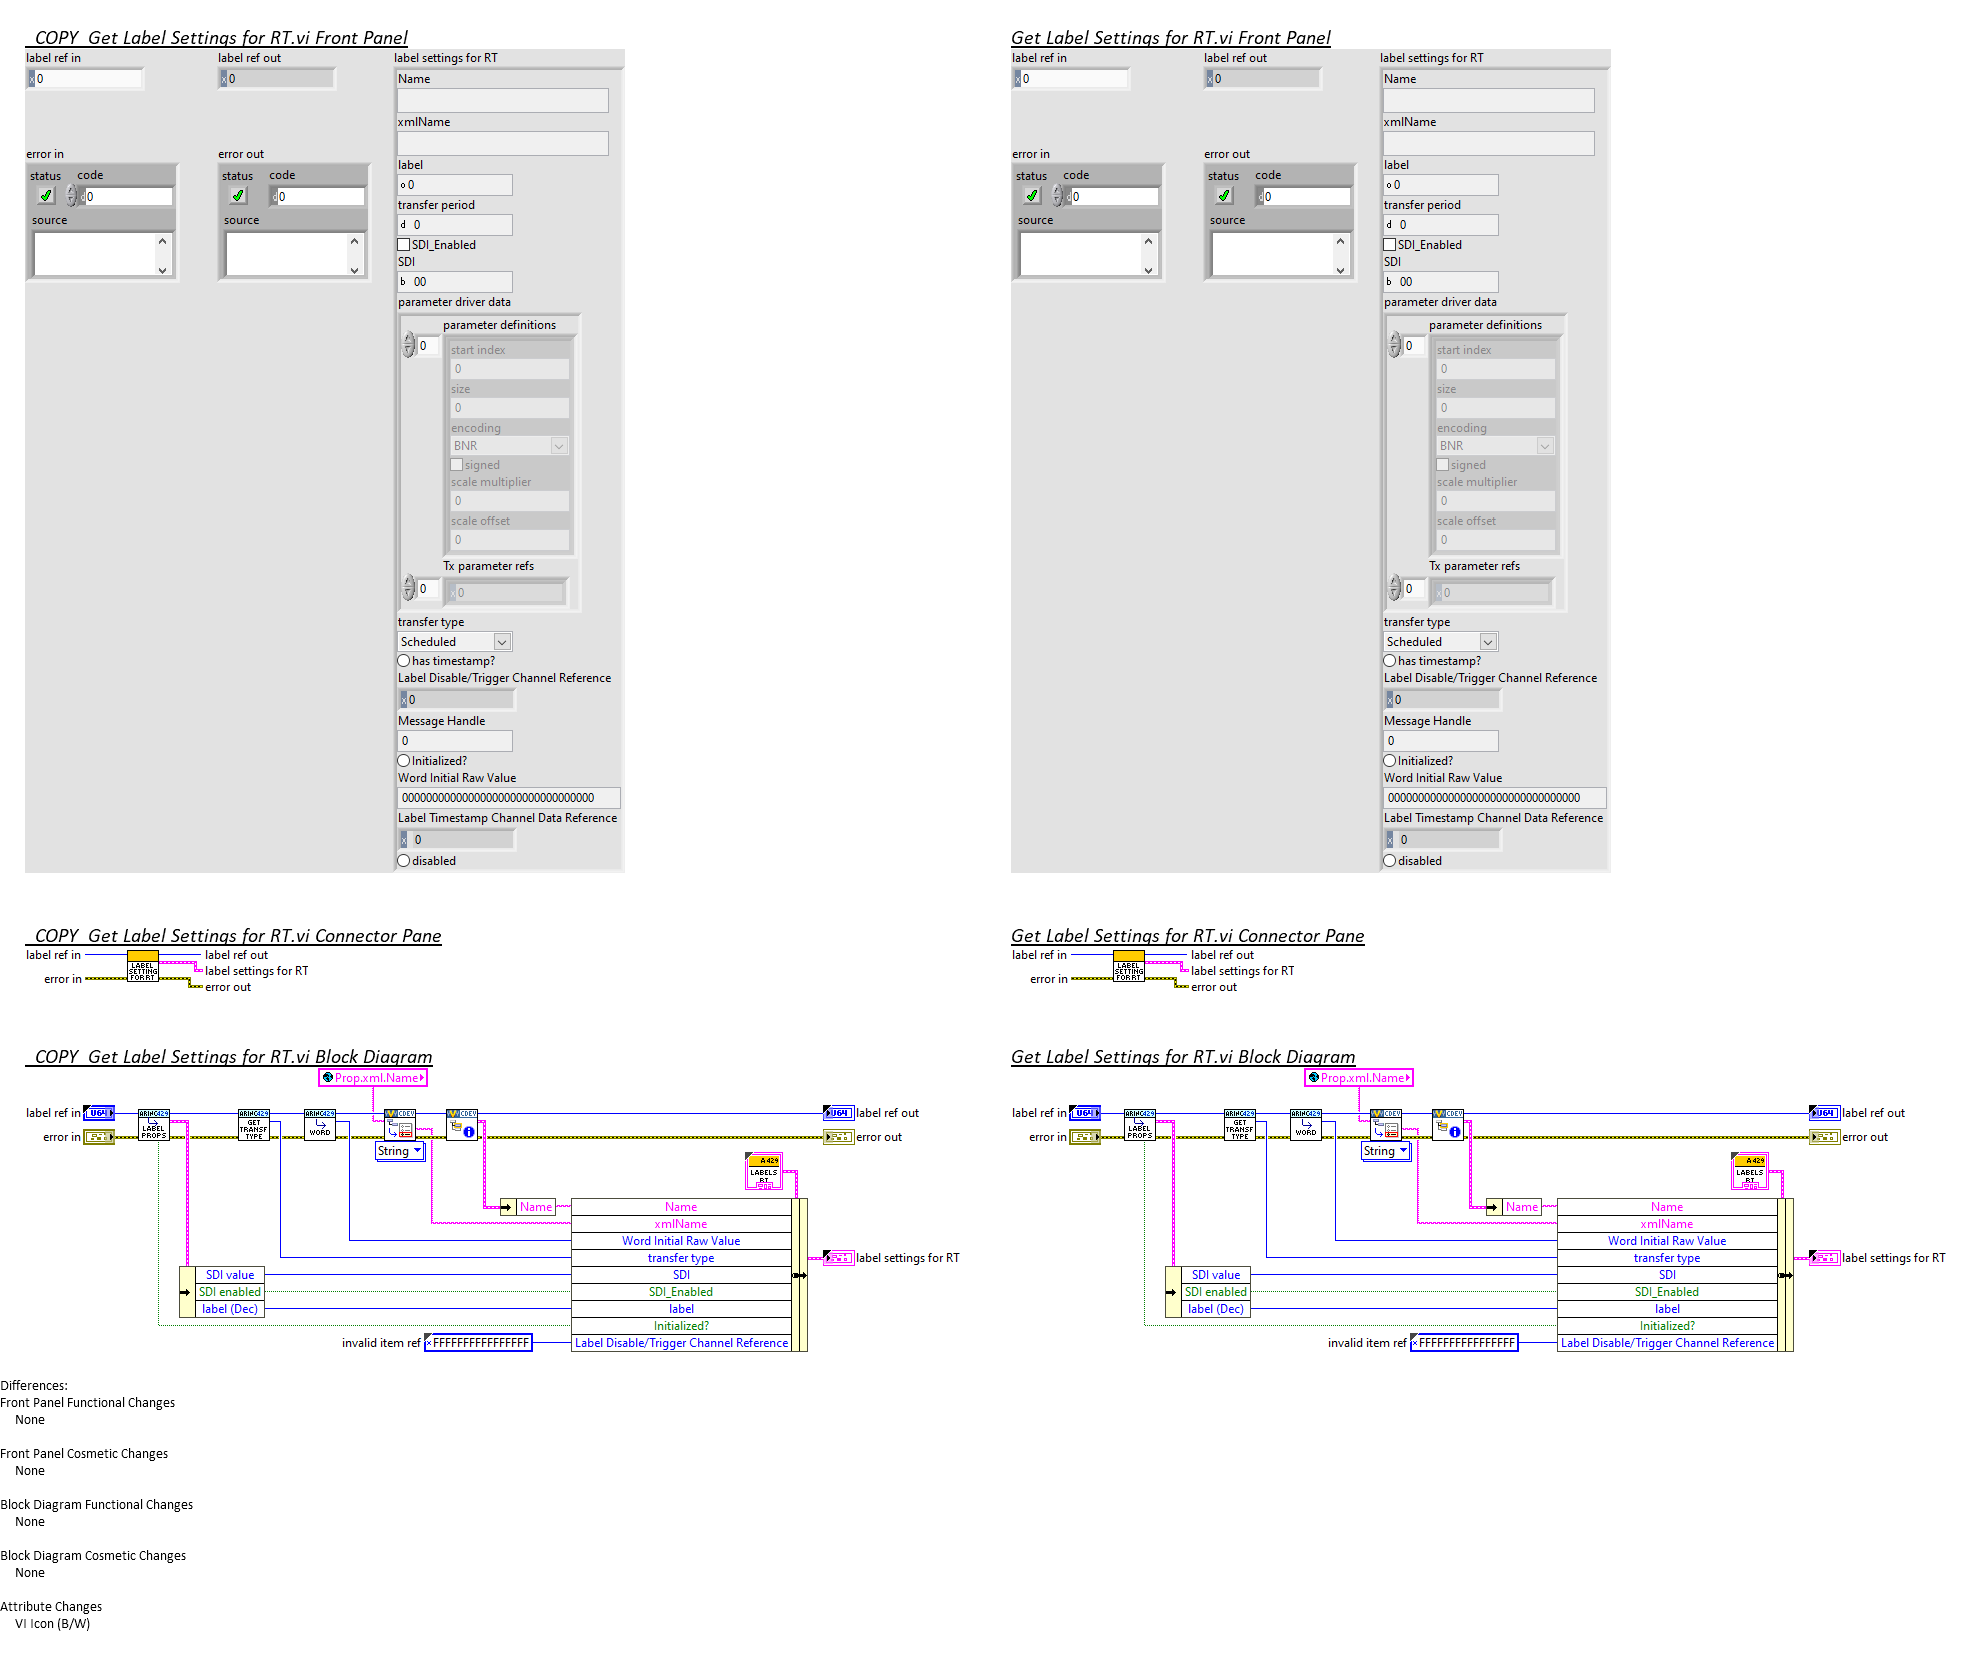 _COPY_Get Label Settings for RT.vi Front Panel
label ref in
x 0
label ref out
x 0
error in
status
code
d 0
source
error out
status
code
d 0
source
label settings for RT
Name
xmlName
label
o 0
transfer period
d 0
SDI_Enabled
SDI
b 00
parameter driver data
parameter definitions
0
start index
0
size
0
encoding
BNR
signed
scale multiplier
0
scale offset
0
Tx parameter refs
0
x 0
transfer type
Scheduled
has timestamp?
Label Disable/Trigger Channel Reference
x 0
Message Handle
0
Initialized?
Word Initial Raw Value
00000000000000000000000000000000
Label Timestamp Channel Data Reference
x 0
disabled
Get Label Settings for RT.vi Front Panel
label ref in
x 0
label ref out
x 0
error in
status
code
d 0
source
error out
status
code
d 0
source
label settings for RT
Name
xmlName
label
o 0
transfer period
d 0
SDI_Enabled
SDI
b 00
parameter driver data
parameter definitions
0
start index
0
size
0
encoding
BNR
signed
scale multiplier
0
scale offset
0
Tx parameter refs
0
x 0
transfer type
Scheduled
has timestamp?
Label Disable/Trigger Channel Reference
x 0
Message Handle
0
Initialized?
Word Initial Raw Value
00000000000000000000000000000000
Label Timestamp Channel Data Reference
x 0
disabled
_COPY_Get Label Settings for RT.vi Connector Pane
label ref in
error in
LABEL
SETTING
FOR RT
label ref out
label settings for RT
error out
Get Label Settings for RT.vi Connector Pane
label ref in
error in
LABEL
SETTING
FOR RT
label ref out
label settings for RT
error out
_COPY_Get Label Settings for RT.vi Block Diagram
Prop.xml.Name
label ref in
U64
error in
ARINC429
LABEL
PROPS
ARINC429
GET
TRANSF
TYPE
ARINC429
WORD
CDEV
String
CDEV
U64
label ref out
error out
A429
LABELS
RT
Name
Name
xmlName
Word Initial Raw Value
transfer type
SDI value
SDI
SDI enabled
SDI_Enabled
label (Dec)
label
Initialized?
invalid item ref
x FFFFFFFFFFFFFFFF
Label Disable/Trigger Channel Reference
label settings for RT
Get Label Settings for RT.vi Block Diagram
Prop.xml.Name
label ref in
U64
error in
ARINC429
LABEL
PROPS
ARINC429
GET
TRANSF
TYPE
ARINC429
WORD
CDEV
String
CDEV
U64
label ref out
error out
A429
LABELS
RT
Name
Name
xmlName
Word Initial Raw Value
transfer type
SDI value
SDI
SDI enabled
SDI_Enabled
label (Dec)
label
Initialized?
invalid item ref
x FFFFFFFFFFFFFFFF
Label Disable/Trigger Channel Reference
label settings for RT
Differences:
Front Panel Functional Changes
None
Front Panel Cosmetic Changes
None
Block Diagram Functional Changes
None
Block Diagram Cosmetic Changes
None
Attribute Changes
VI Icon (B/W)